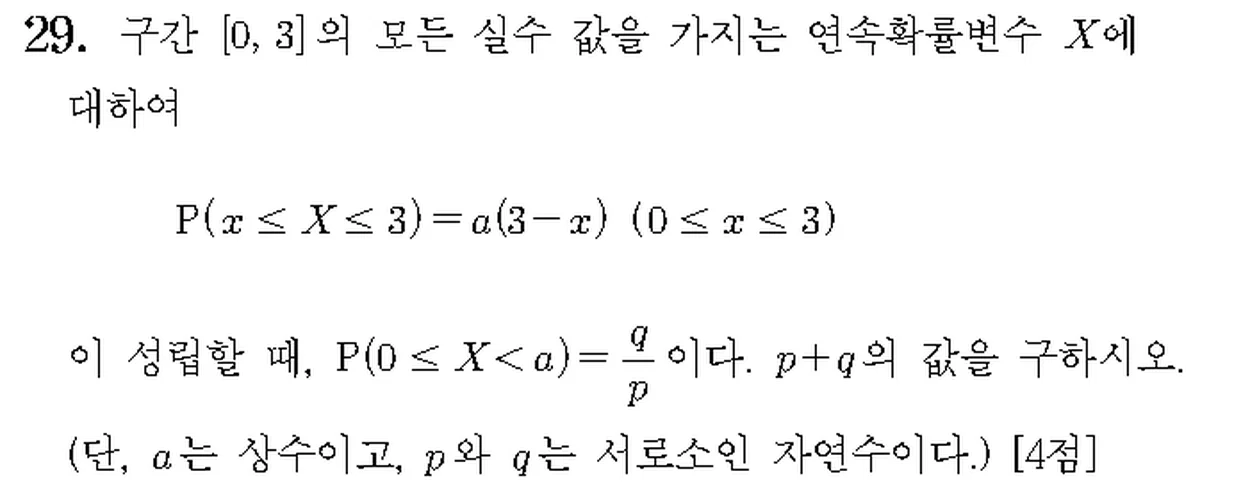 29. 구간 [0, 3]의 모든 실수 값을 가지는 연속확률변수 X에
대하여
P(x ≤ X ≤ 3) = a(3 − x) (0 ≤ x ≤ 3)
이 성립할 때, P(0 ≤ X < a) = q/p 이다. p+q의 값을 구하시오.
(단, a는 상수이고, p와 q는 서로소인 자연수이다.) [4점]